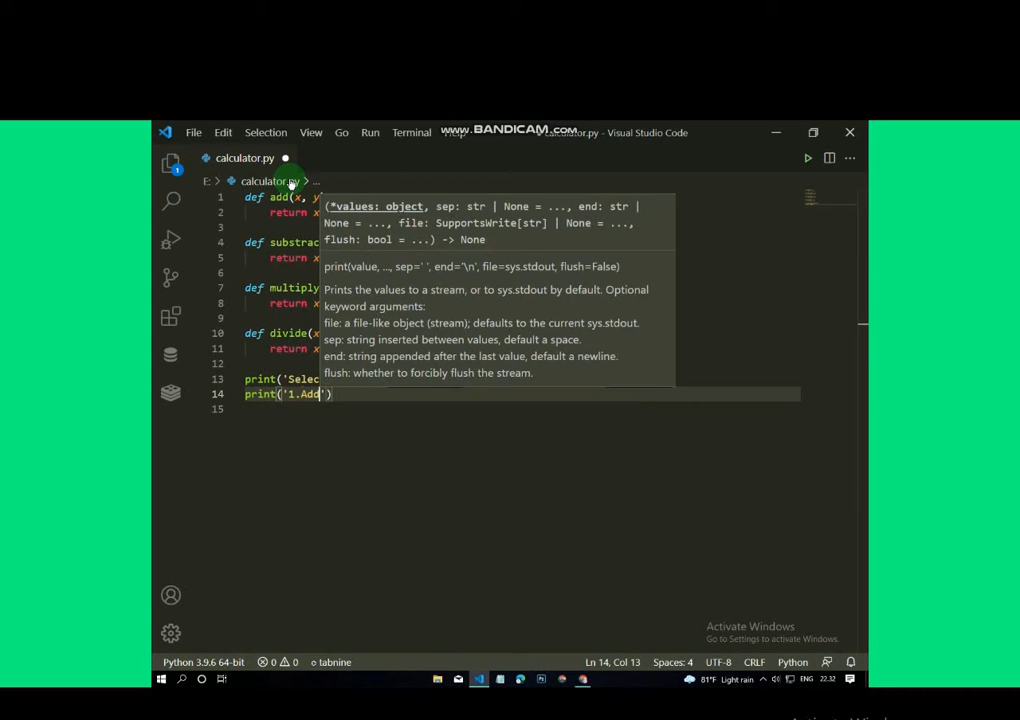 File Edit Selection View Go Run Terminal Help
www.BANDICAM.com
calculator.py - Visual Studio Code
calculator.py
1
E: > calculator.py > ...
1 def add(x, y
2 return x
3
4 def substrac
5 return x
6
7 def multiply
8 return x
9
10 def divide(x
11 return x
12
13 print('Selec
14 print('1.Add')
15
(*values: object, sep: str | None = ..., end: str |
None = ..., file: SupportsWrite[str] | None = ...,
flush: bool = ...) -> None
print(value, ..., sep=' ', end='\n', file=sys.stdout, flush=False)
Prints the values to a stream, or to sys.stdout by default. Optional
keyword arguments:
file: a file-like object (stream); defaults to the current sys.stdout.
sep: string inserted between values, default a space.
end: string appended after the last value, default a newline.
flush: whether to forcibly flush the stream.
Activate Windows
Go to Settings to activate Windows.
Python 3.9.6 64-bit 0 0 tabnine Ln 14, Col 13 Spaces: 4 UTF-8 CRLF Python
81°F Light rain ENG 22.32